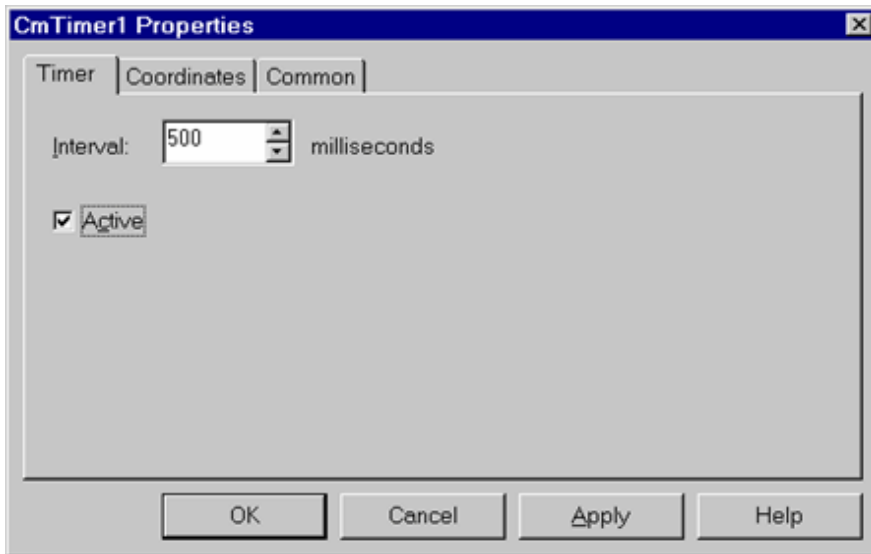 CmTimer1 Properties
Timer Coordinates Common
Interval: 500 milliseconds
Active
OK Cancel Apply Help